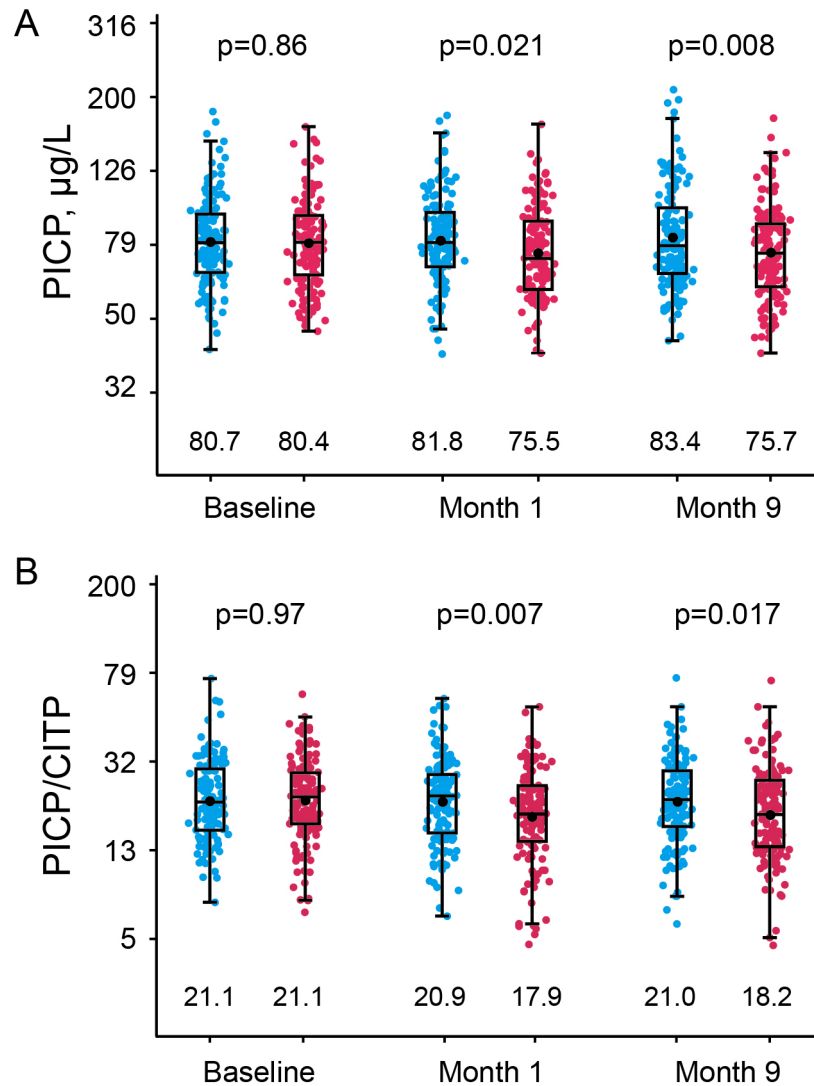 A
316
200
126
79
50
32
PICP, µg/L
p=0.86 p=0.021 p=0.008
80.7 80.4 81.8 75.5 83.4 75.7
Baseline Month 1 Month 9
B
200
79
32
13
5
PICP/CITP
p=0.97 p=0.007 p=0.017
21.1 21.1 20.9 17.9 21.0 18.2
Baseline Month 1 Month 9